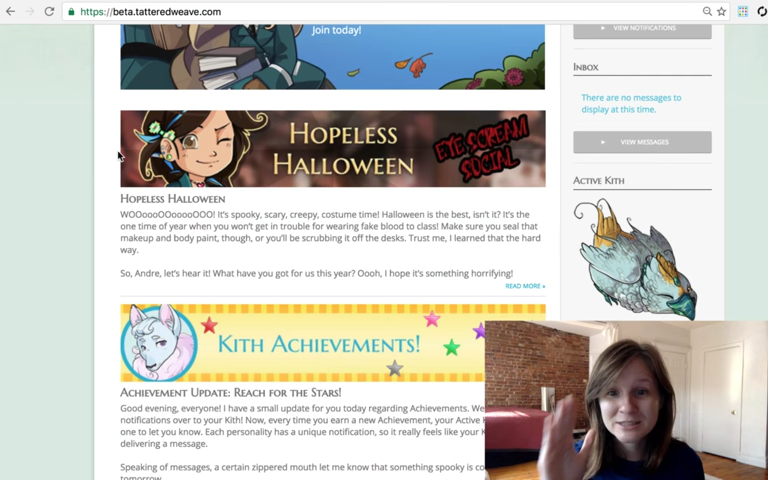 https://beta.tatteredweave.com
Join today!
VIEW NOTIFICATIONS
INBOX
There are no messages to
display at this time.
VIEW MESSAGES
ACTIVE KITH
HOPELESS
HALLOWEEN
EYE SCREAM
SOCIAL
HOPELESS HALLOWEEN
WOOoooOOooooOOO! It's spooky, scary, creepy, costume time! Halloween is the best, isn't it? It's the
one time of year when you won't get in trouble for wearing fake blood to class! Make sure you seal that
makeup and body paint, though, or you'll be scrubbing it off the desks. Trust me, I learned that the hard
way.
So, Andre, let's hear it! What have you got for us this year? Oooh, I hope it's something horrifying!
READ MORE »
KITH ACHIEVEMENTS!
ACHIEVEMENT UPDATE: REACH FOR THE STARS!
Good evening, everyone! I have a small update for you today regarding Achievements. We
notifications over to your Kith! Now, every time you earn a new Achievement, your Active
one to let you know. Each personality has a unique notification, so it really feels like your
delivering a message.
Speaking of messages, a certain zippered mouth let me know that something spooky is
tomorrow